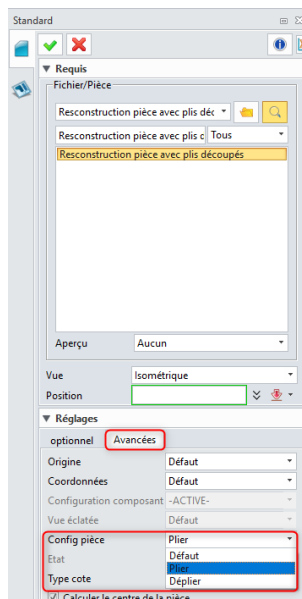 Standard
Requis
Fichier/Pièce
Resconstruction pièce avec plis déc
Resconstruction pièce avec plis c Tous
Resconstruction pièce avec plis découpés
Aperçu Aucun
Vue Isométrique
Position
Réglages
optionnel Avancées
Origine Défaut
Coordonnées Défaut
Configuration composant -ACTIVE-
Vue éclatée Défaut
Config pièce Plier
Défaut
Etat Plier
Type cote Déplier
Calculer le centre de la pièce